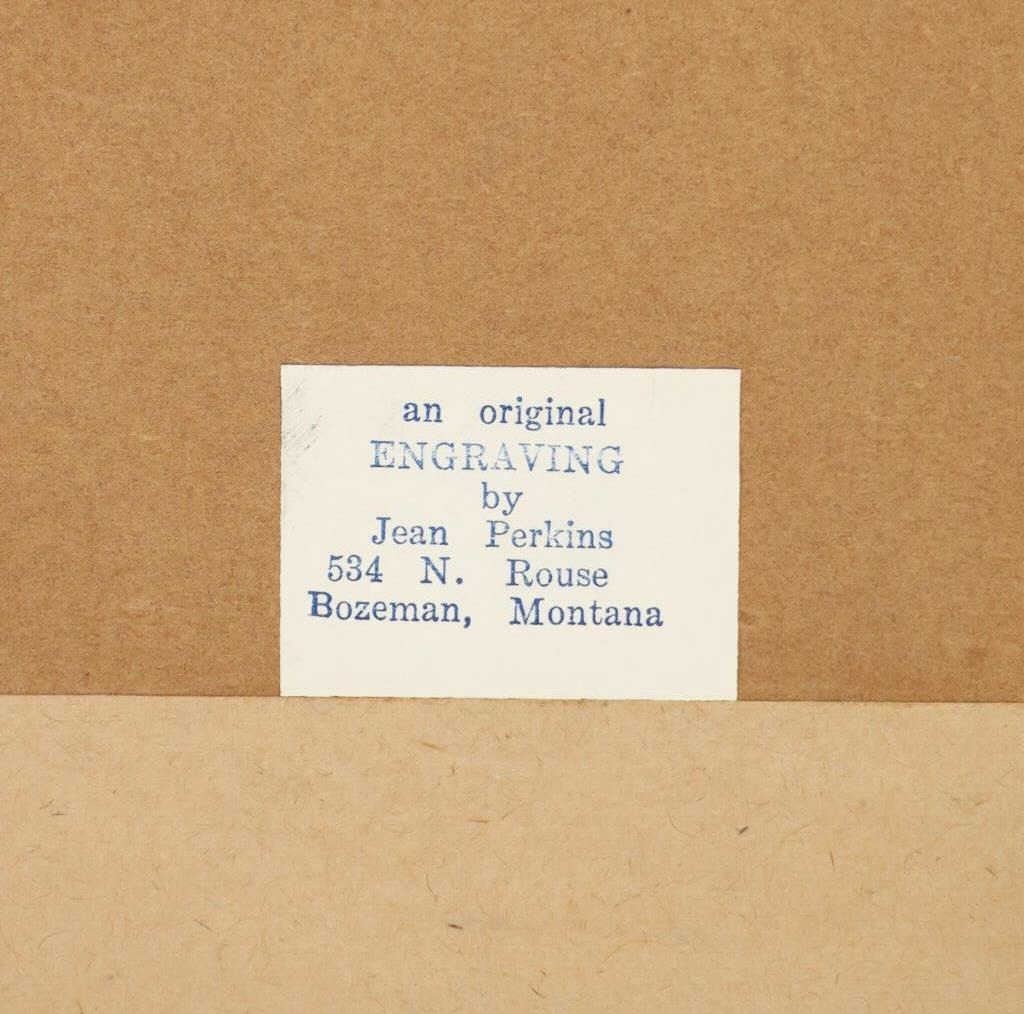 an original
ENGRAVING
by
Jean Perkins
534 N. Rouse
Bozeman, Montana